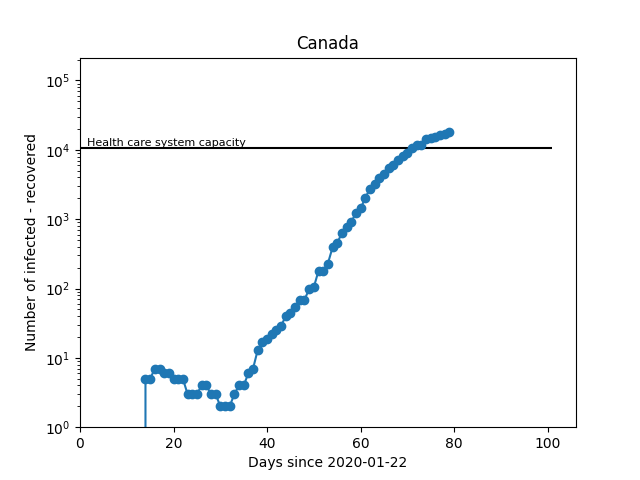 Canada
10^5
Health care system capacity
10^4
10^3
10^2
10^1
10^0
Number of infected - recovered
0 20 40 60 80 100
Days since 2020-01-22